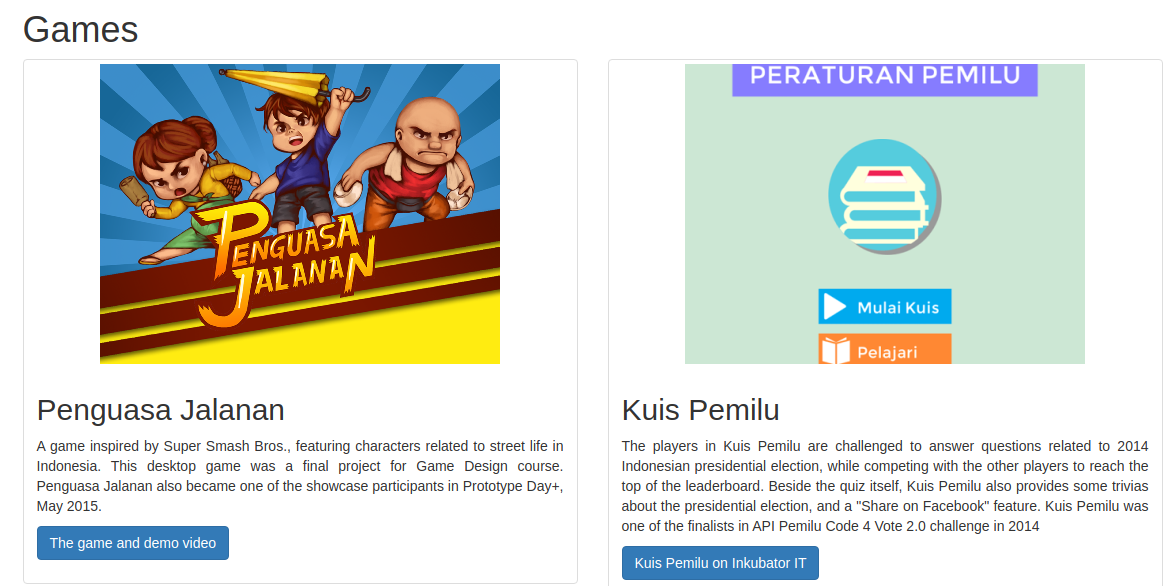 Games
PENGUASA
JALANAN
Penguasa Jalanan
A game inspired by Super Smash Bros., featuring characters related to street life in
Indonesia. This desktop game was a final project for Game Design course.
Penguasa Jalanan also became one of the showcase participants in Prototype Day+,
May 2015.
The game and demo video
PERATURAN PEMILU
Mulai Kuis
Pelajari
Kuis Pemilu
The players in Kuis Pemilu are challenged to answer questions related to 2014
Indonesian presidential election, while competing with the other players to reach the
top of the leaderboard. Beside the quiz itself, Kuis Pemilu also provides some trivias
about the presidential election, and a "Share on Facebook" feature. Kuis Pemilu was
one of the finalists in API Pemilu Code 4 Vote 2.0 challenge in 2014
Kuis Pemilu on Inkubator IT